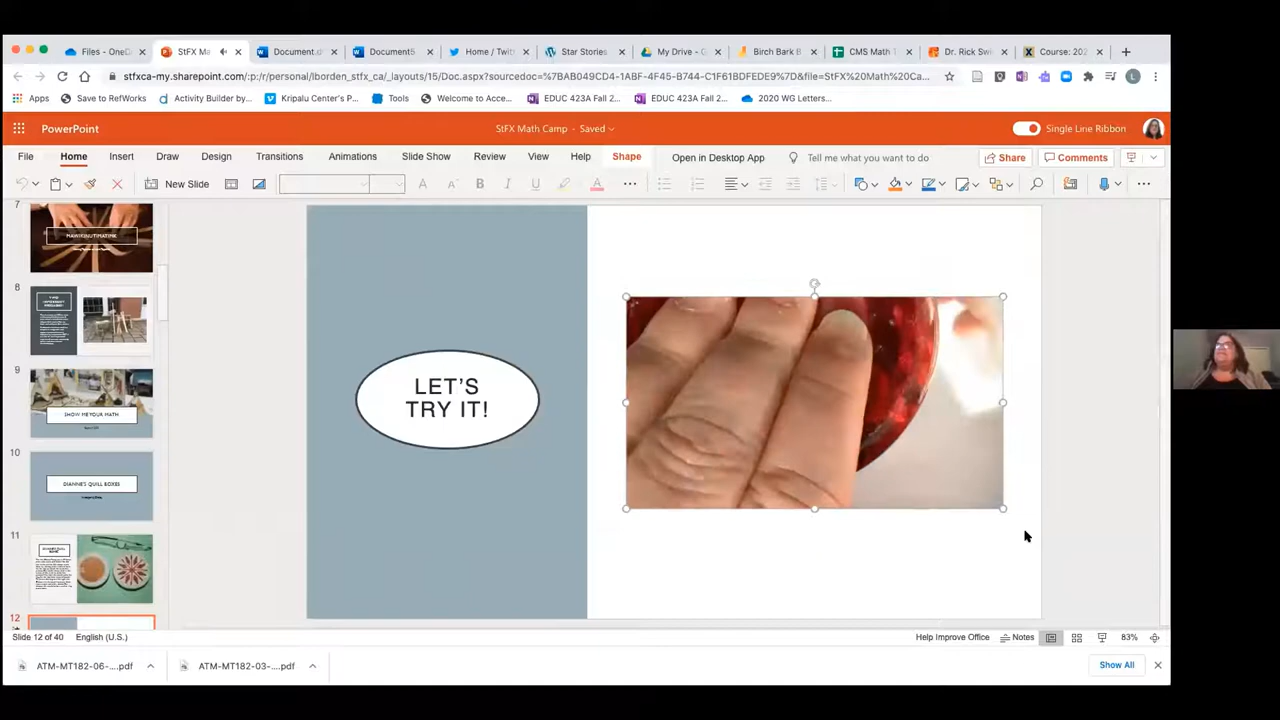 Files - OneD
StFX Ma
Document.d
Document5
Home / Twit
Star Stories
My Drive - G
Birch Bark B
CMS Math 1
Dr. Rick Swi
Course: 202
stfxca-my.sharepoint.com/:p:/r/personal/lborden_stfx_ca/_layouts/15/Doc.aspx?sourcedoc=%7BAB049CD4-1ABF-4F45-B744-C1F61BDFEDE9%7D&file=StFX%20Math%20Ca...
L
Apps
Save to RefWorks
Activity Builder by...
Kripalu Center's P...
Tools
Welcome to Acce...
EDUC 423A Fall 2...
EDUC 423A Fall 2...
2020 WG Letters...
PowerPoint
StFX Math Camp - Saved
Single Line Ribbon
File
Home
Insert
Draw
Design
Transitions
Animations
Slide Show
Review
View
Help
Shape
Open in Desktop App
Tell me what you want to do
Share
Comments
New Slide
7
8
9
SHOW ME YOUR MATH
10
DIANNE'S QUILL BOXES
11
12
LET'S
TRY IT!
Slide 12 of 40
English (U.S.)
Help Improve Office
Notes
83%
ATM-MT182-06-....pdf
ATM-MT182-03-....pdf
Show All